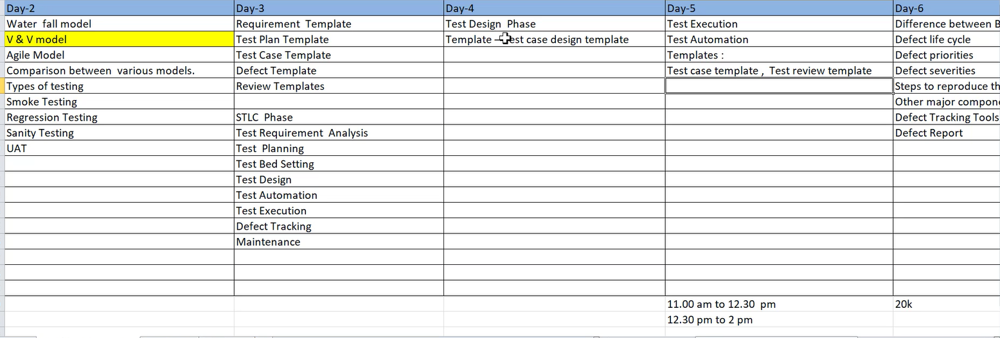 Day-2 Day-3 Day-4 Day-5 Day-6
Water fall model Requirement Template Test Design Phase Test Execution Difference between
V & V model Test Plan Template Template – est case design template Test Automation Defect life cycle
Agile Model Test Case Template Templates : Defect priorities
Comparison between various models. Defect Template Test case template , Test review template Defect severities
Types of testing Review Templates Steps to reproduce
Smoke Testing Other major
Regression Testing STLC Phase Defect Tracking Tools
Sanity Testing Test Requirement Analysis Defect Report
UAT Test Planning
Test Bed Setting
Test Design
Test Automation
Test Execution
Defect Tracking
Maintenance
11.00 am to 12.30 pm 20k
12.30 pm to 2 pm